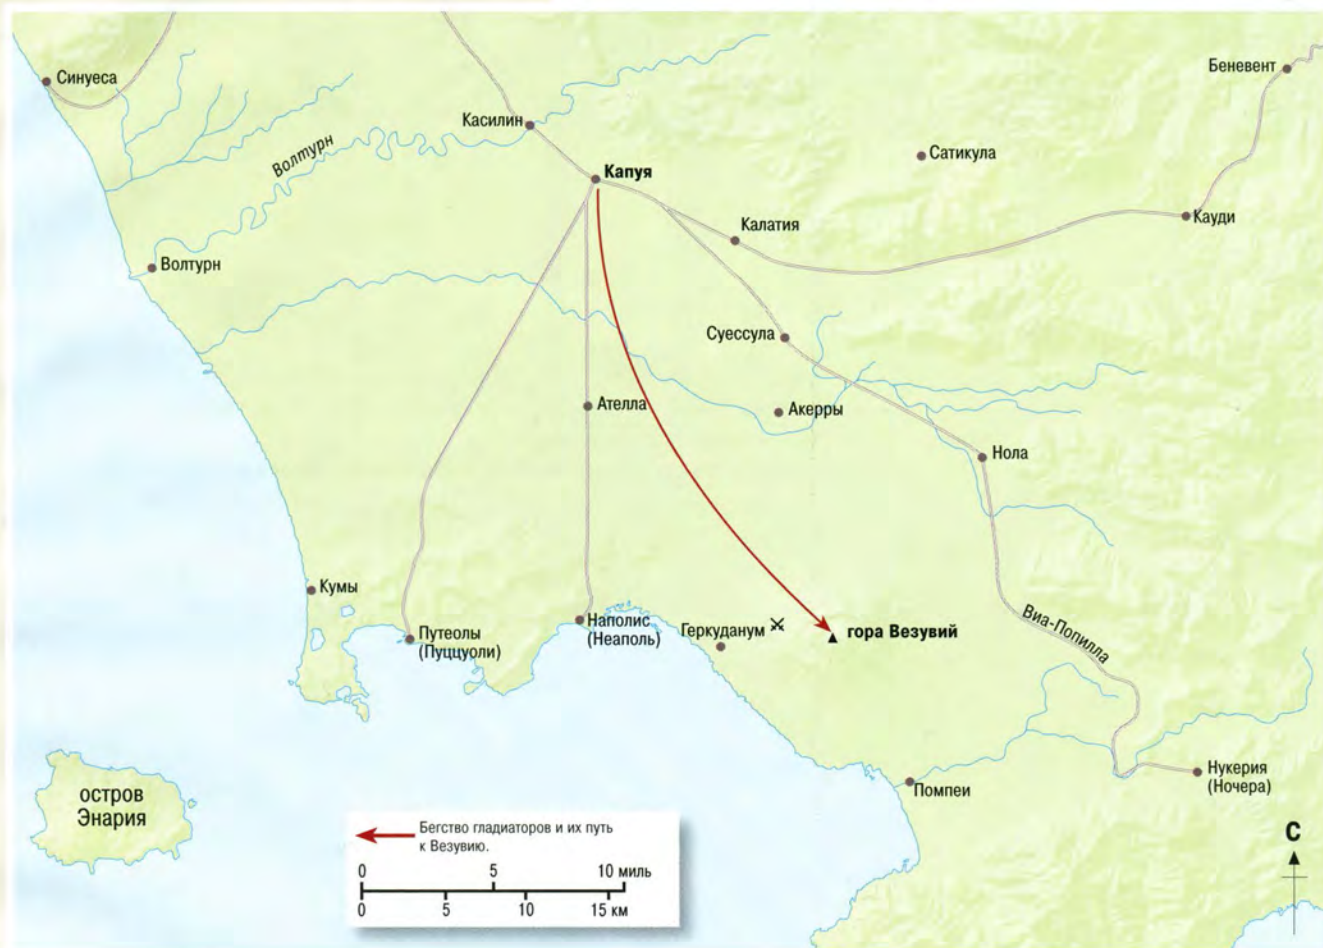 Синуеса
Беневент
Касилин
Волтурн
Сатикула
Капуя
Кауди
Калатия
Волтурн
Суессула
Ателла
Акерры
Нола
Кумы
Виа-Попилла
Наполис
(Неаполь)
Геркуданум
гора Везувий
Путеолы
(Пуццуоли)
Помпеи
Нукерия
(Ночера)
остров
Энария
Бегство гладиаторов и их путь
к Везувию.
0 5 10 миль
0 5 10 15 км
С